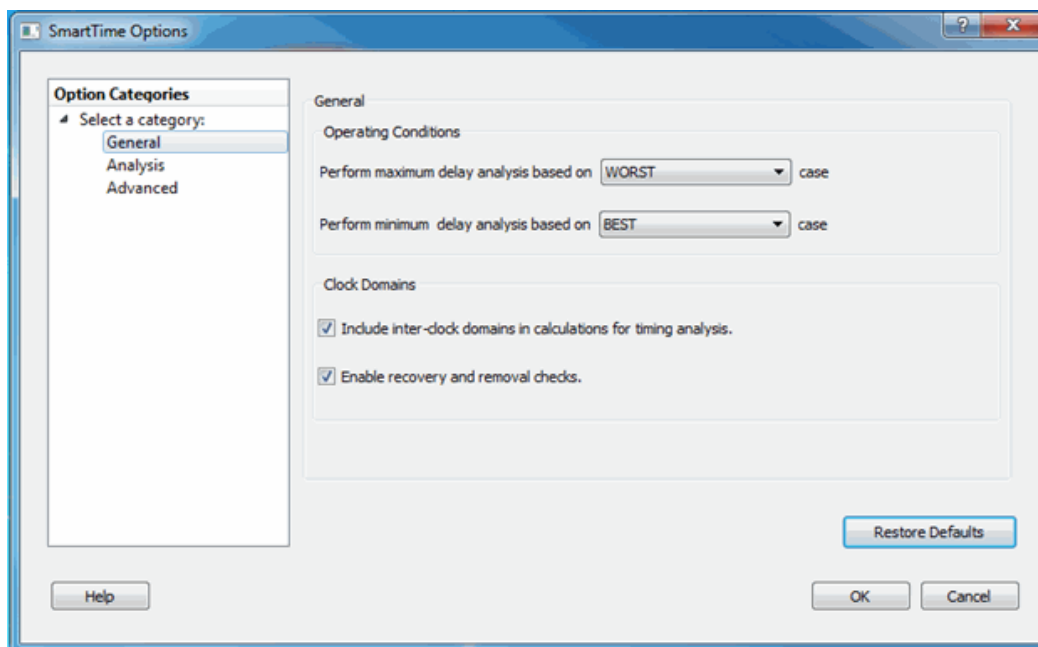 SmartTime Options
?
Option Categories
Select a category:
General
Analysis
Advanced
General
Operating Conditions
Perform maximum delay analysis based on WORST case
Perform minimum delay analysis based on BEST case
Clock Domains
Include inter-clock domains in calculations for timing analysis.
Enable recovery and removal checks.
Restore Defaults
Help OK Cancel